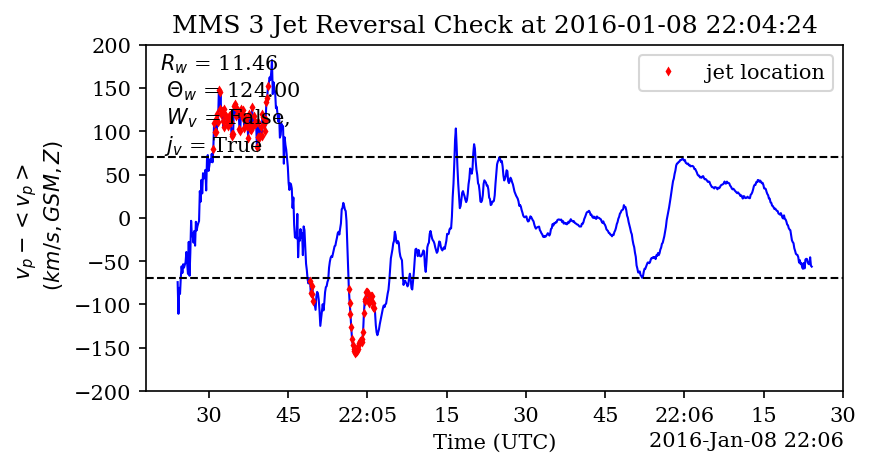 MMS 3 Jet Reversal Check at 2016-01-08 22:04:24
R_w = 11.46
Θ_w = 124.00
W_v = False,
j_v = True
jet location
v_p − < v_p >
(km/s, GSM, Z)
200
150
100
50
0
−50
−100
−150
−200
30 45 22:05 15 30 45 22:06 15 30
Time (UTC)
2016-Jan-08 22:06